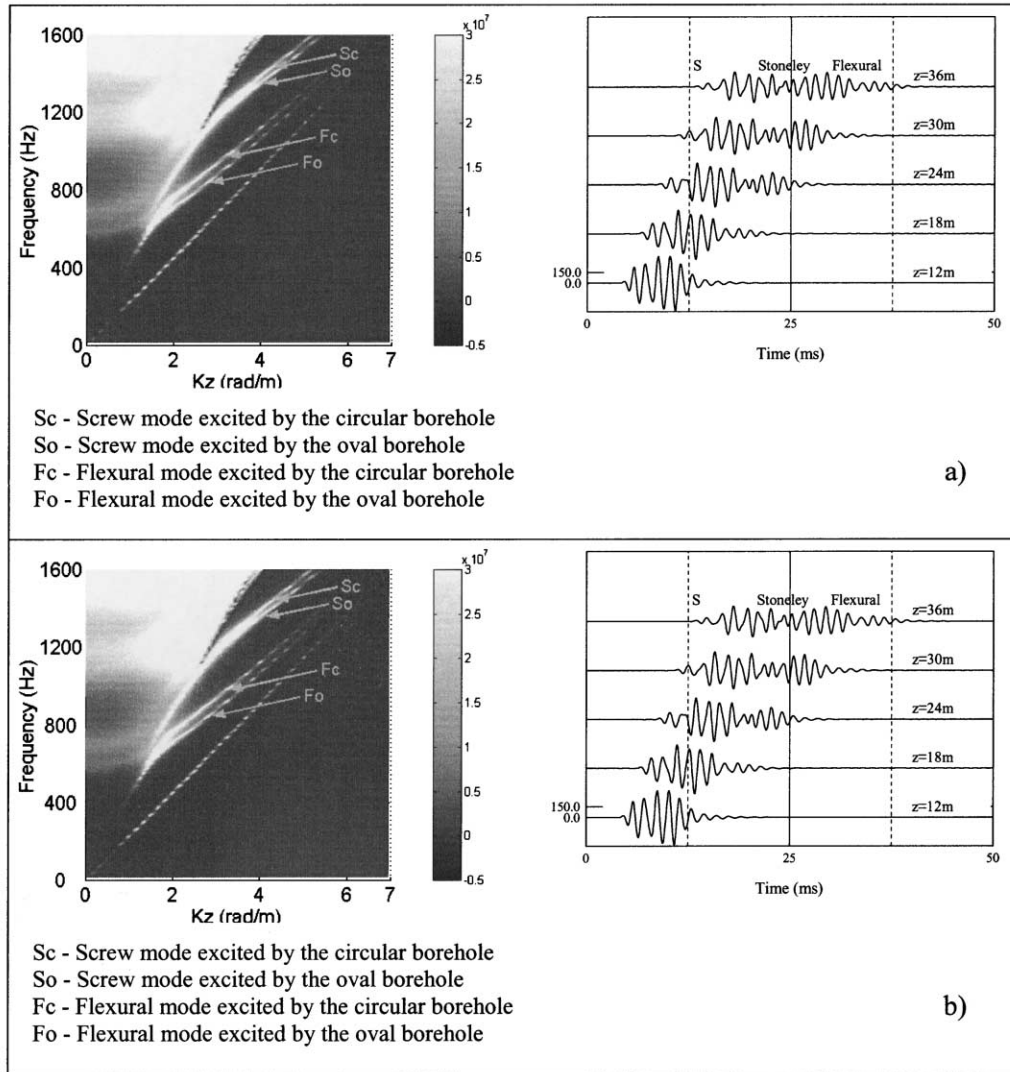 x 10^7
1600
1200
800
400
0
Frequency (Hz)
0 2 4 6 7
Kz (rad/m)
3
2.5
2
1.5
1
0.5
0
-0.5
Sc
So
Fc
Fo
S Stoneley Flexural
z=36m
z=30m
z=24m
z=18m
z=12m
150.0
0.0
0 25 50
Time (ms)
Sc - Screw mode excited by the circular borehole
So - Screw mode excited by the oval borehole
Fc - Flexural mode excited by the circular borehole
Fo - Flexural mode excited by the oval borehole
a)
x 10^7
1600
1200
800
400
0
Frequency (Hz)
0 2 4 6 7
Kz (rad/m)
3
2.5
2
1.5
1
0.5
0
-0.5
Sc
So
Fc
Fo
S Stoneley Flexural
z=36m
z=30m
z=24m
z=18m
z=12m
150.0
0.0
0 25 50
Time (ms)
Sc - Screw mode excited by the circular borehole
So - Screw mode excited by the oval borehole
Fc - Flexural mode excited by the circular borehole
Fo - Flexural mode excited by the oval borehole
b)